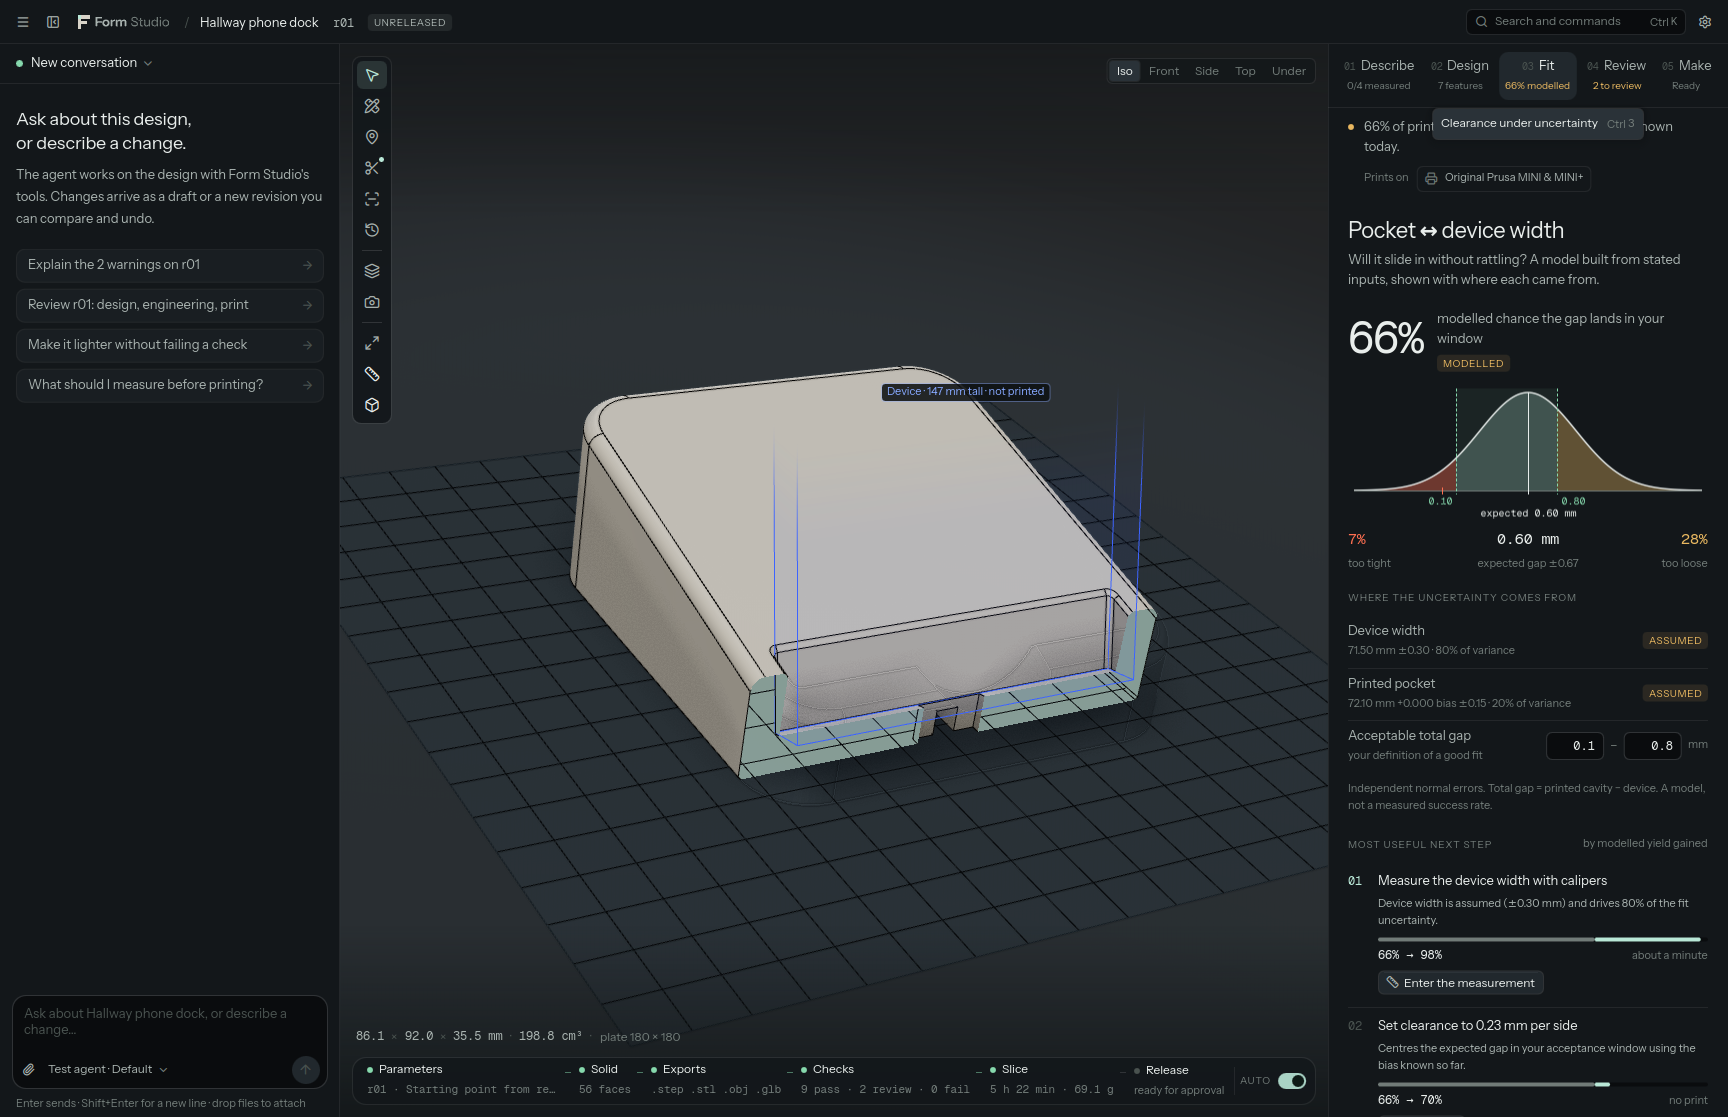 Form Studio / Hallway phone dock r01 UNRELEASED
Search and commands Ctrl K
New conversation
Ask about this design,
or describe a change.
The agent works on the design with Form Studio's
tools. Changes arrive as a draft or a new revision you
can compare and undo.
Explain the 2 warnings on r01
Review r01: design, engineering, print
Make it lighter without failing a check
What should I measure before printing?
Ask about Hallway phone dock, or describe a
change…
Test agent · Default
Enter sends · Shift+Enter for a new line · drop files to attach
Iso Front Side Top Under
Device · 147 mm tall · not printed
86.1 × 92.0 × 35.5 mm · 198.8 cm³ · plate 180 × 180
Parameters
r01 · Starting point from re…
Solid
56 faces
Exports
.step .stl .obj .glb
Checks
9 pass · 2 review · 0 fail
Slice
5 h 22 min · 69.1 g
Release
ready for approval
AUTO
01 Describe
0/4 measured
02 Design
7 features
03 Fit
66% modelled
04 Review
2 to review
05 Make
Ready
Clearance under uncertainty Ctrl 3
66% of
today.
Prints on Original Prusa MINI & MINI+
Pocket ↔ device width
Will it slide in without rattling? A model built from stated
inputs, shown with where each came from.
66% modelled chance the gap lands in your
window
MODELLED
0.10 0.80
expected 0.60 mm
7%
too tight
0.60 mm
expected gap ±0.67
28%
too loose
WHERE THE UNCERTAINTY COMES FROM
Device width
71.50 mm ±0.30 · 80% of variance
ASSUMED
Printed pocket
72.10 mm +0.000 bias ±0.15 · 20% of variance
ASSUMED
Acceptable total gap
your definition of a good fit
0.1 – 0.8 mm
Independent normal errors. Total gap = printed cavity − device. A model,
not a measured success rate.
MOST USEFUL NEXT STEP by modelled yield gained
01 Measure the device width with calipers
Device width is assumed (±0.30 mm) and drives 80% of the fit
uncertainty.
66% → 98% about a minute
Enter the measurement
02 Set clearance to 0.23 mm per side
Centres the expected gap in your acceptance window using the
bias known so far.
66% → 70% no print